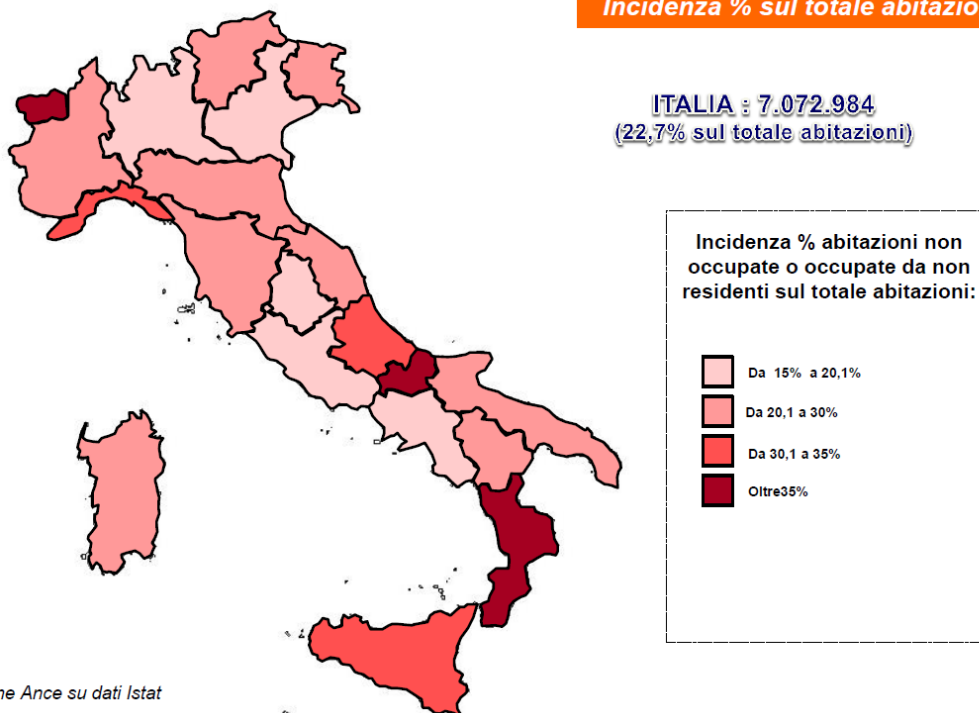 Incidenza % sul totale
ITALIA : 7.072.984
(22,7% sul totale abitazioni)
Incidenza % abitazioni non
occupate o occupate da non
residenti sul totale abitazioni:
Da 15% a 20,1%
Da 20,1 a 30%
Da 30,1 a 35%
Oltre35%
Ance su dati Istat